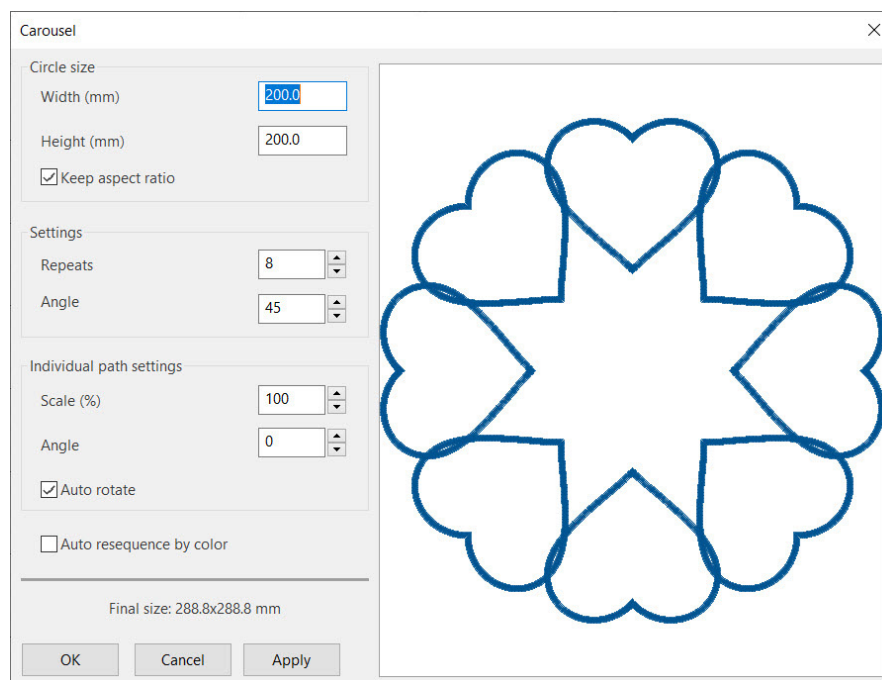 Carousel
Circle size
Width (mm) 200.0
Height (mm) 200.0
Keep aspect ratio
Settings
Repeats 8
Angle 45
Individual path settings
Scale (%) 100
Angle 0
Auto rotate
Auto resequence by color
Final size: 288.8x288.8 mm
OK Cancel Apply